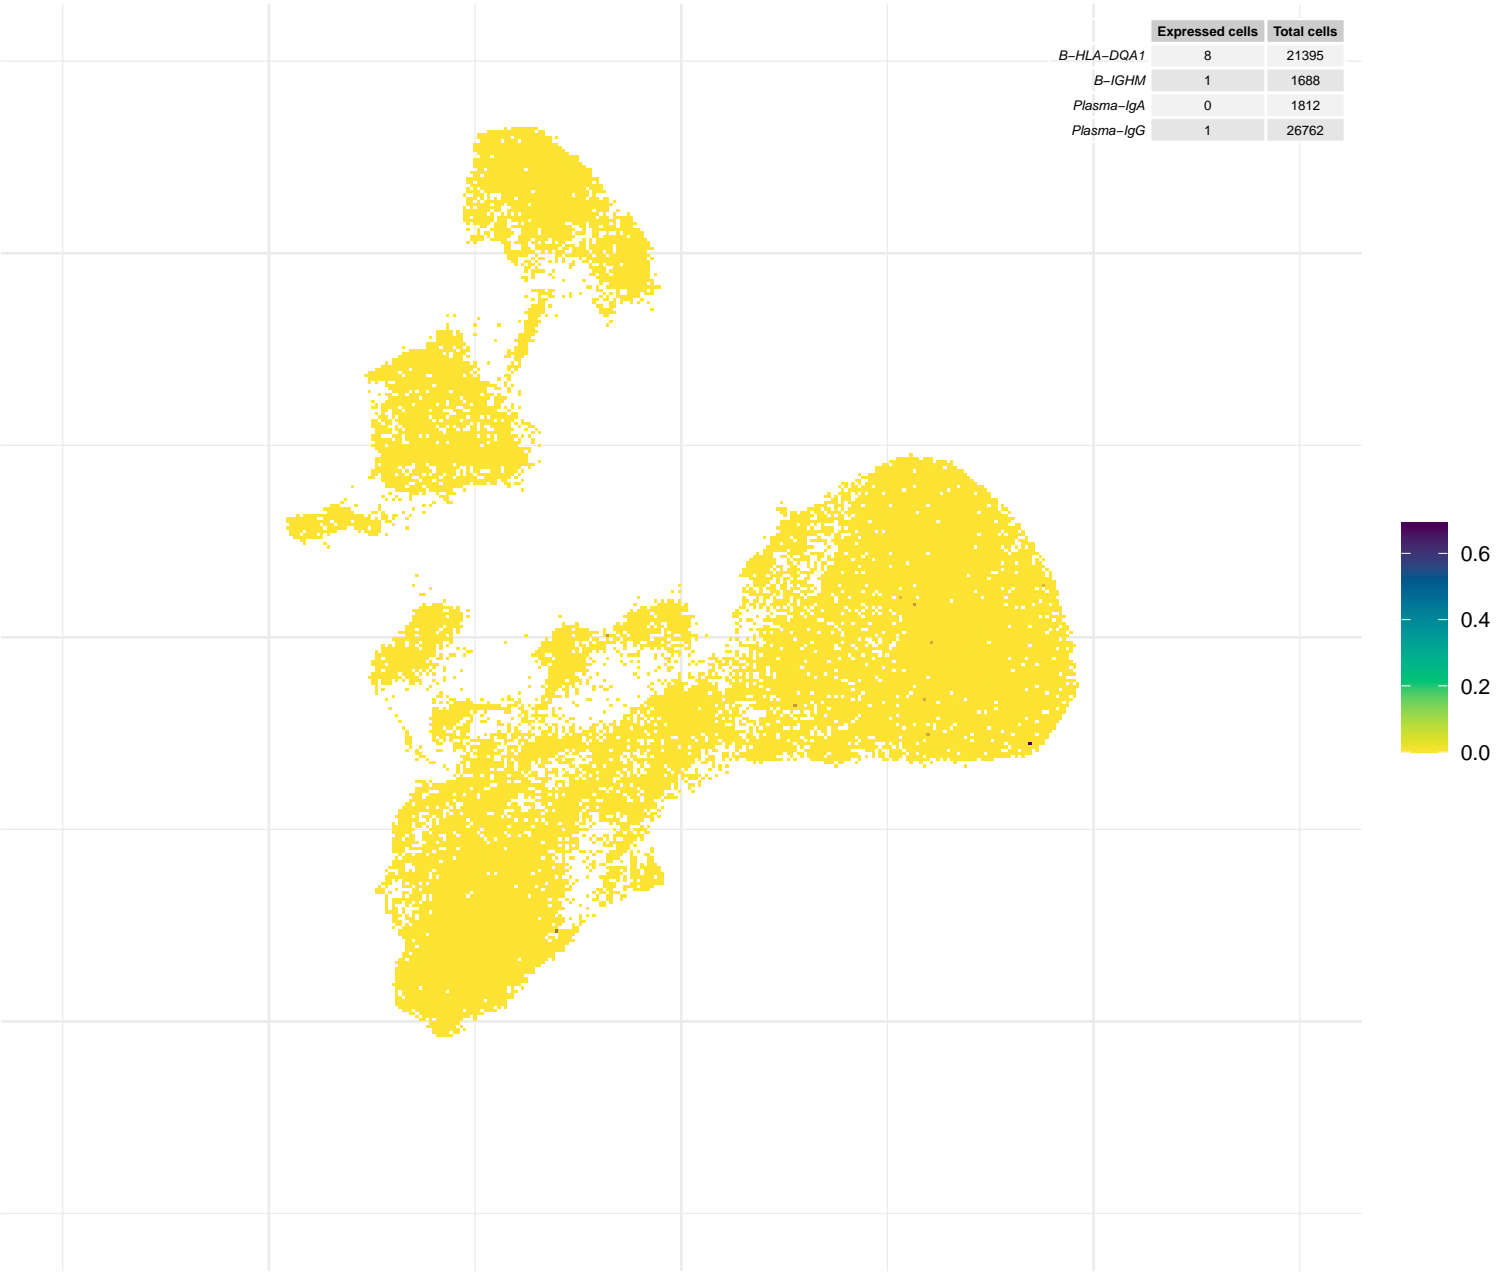 Expressed cells Total cells
B−HLA−DQA1 8 21395
B−IGHM 1 1688
Plasma−IgA 0 1812
Plasma−IgG 1 26762
0.6
0.4
0.2
0.0